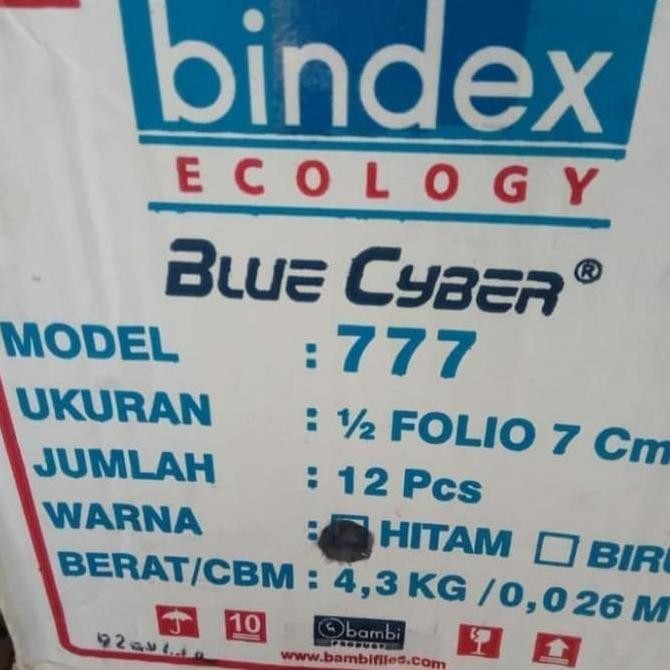 bindex
ECOLOGY
BLUE CYBER®
MODEL : 777
UKURAN : ½ FOLIO 7 Cm
JUMLAH : 12 Pcs
WARNA : HITAM BIRU
BERAT/CBM : 4,3 KG / 0,026 M
10
bambi
www.bambifiles.com